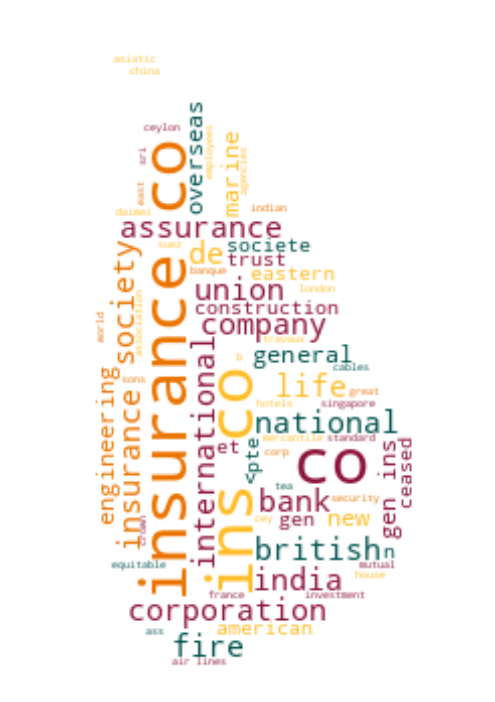 asiatic
china
overseas
employees
ceylon
marine
insurance co
sri
agencies
east
daimei
indian
assurance
suez
de
societe
trust
society
banque
eastern
union
london
association
construction
world
company
travaux
international
b
general
cables
ins co
engineering
sons
life
great
insurance
hotels
singapore
national
mercantile
standard
et
<pte
corp
co
ceased
gen ins
tea
bank
security
crown
cey
gen
new
british
n
equitable
mutual
india
house
france
investment
corporation
american
ass
fire
air lines